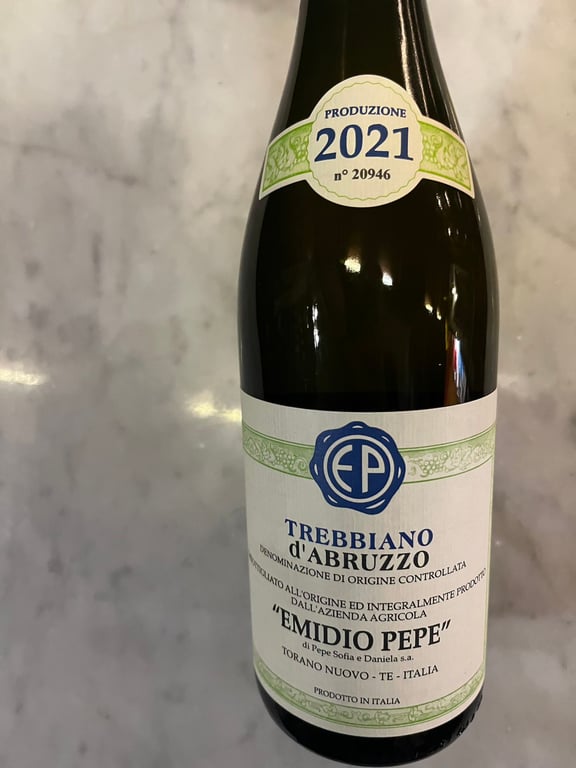 PRODUZIONE
2021
n° 20946
EP
TREBBIANO
d'ABRUZZO
DENOMINAZIONE DI ORIGINE CONTROLLATA
ALL'ORIGINE ED INTEGRALMENTE PRODOTTO
DALL'AZIENDA AGRICOLA
"EMIDIO PEPE"
di Pepe Sofia e Daniela s.a.
TORANO NUOVO - TE - ITALIA
PRODOTTO IN ITALIA